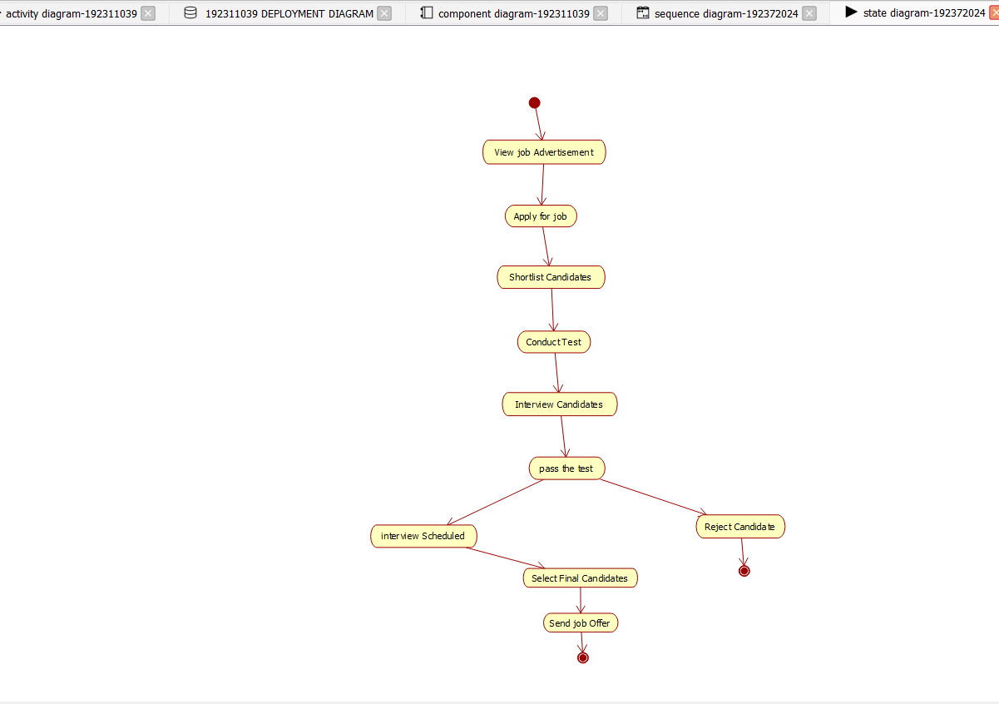 activity diagram-192311039
192311039 DEPLOYMENT DIAGRAM
component diagram-192311039
sequence diagram-192372024
state diagram-192372024
View job Advertisement
Apply for job
Shortlist Candidates
Conduct Test
Interview Candidates
pass the test
interview Scheduled
Reject Candidate
Select Final Candidates
Send job Offer